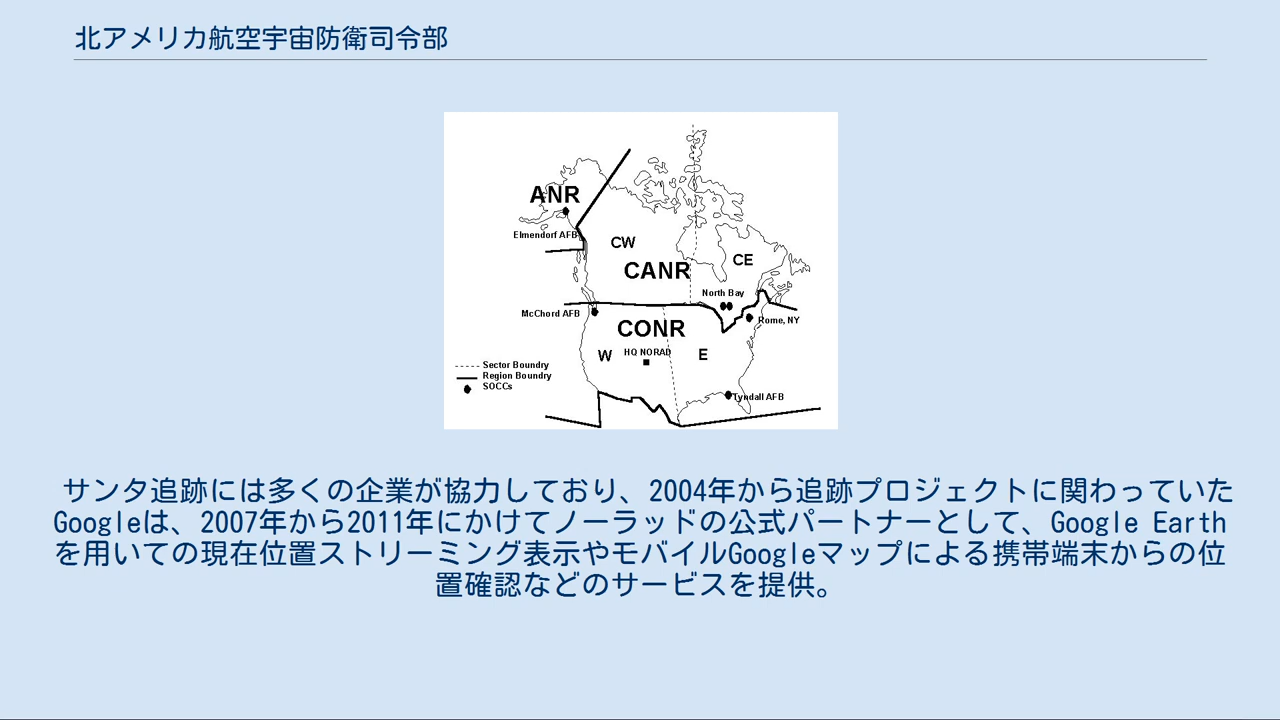 北アメリカ航空宇宙防衛司令部
ANR
Elmendorf AFB
CW
CANR
CE
North Bay
McChord AFB
Rome, NY
CONR
W
HQ NORAD
E
Sector Boundry
Region Boundry
SOCCs
Tyndall AFB
サンタ追跡には多くの企業が協力しており、2004年から追跡プロジェクトに関わっていた
Googleは、2007年から2011年にかけてノーラッドの公式パートナーとして、Google Earth
を用いての現在位置ストリーミング表示やモバイルGoogleマップによる携帯端末からの位
置確認などのサービスを提供。